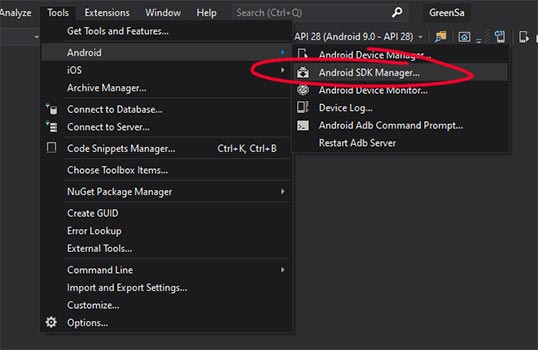 Analyze Tools Extensions Window Help Search (Ctrl+Q) GreenSa
API 28 (Android 9.0 - API 28)
Get Tools and Features...
Android
iOS
Archive Manager...
Connect to Database...
Connect to Server...
Code Snippets Manager... Ctrl+K, Ctrl+B
Choose Toolbox Items...
NuGet Package Manager
Create GUID
Error Lookup
External Tools...
Command Line
Import and Export Settings...
Customize...
Options...
Android Device Manager...
Android SDK Manager...
Android Device Monitor...
Device Log...
Android Adb Command Prompt...
Restart Adb Server